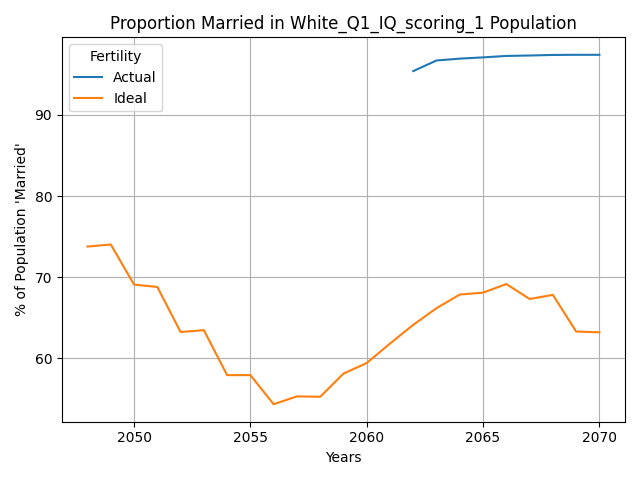 Proportion Married in White_Q1_IQ_scoring_1 Population
Fertility
Actual
Ideal
% of Population 'Married'
90
80
70
60
2050
2055
2060
2065
2070
Years